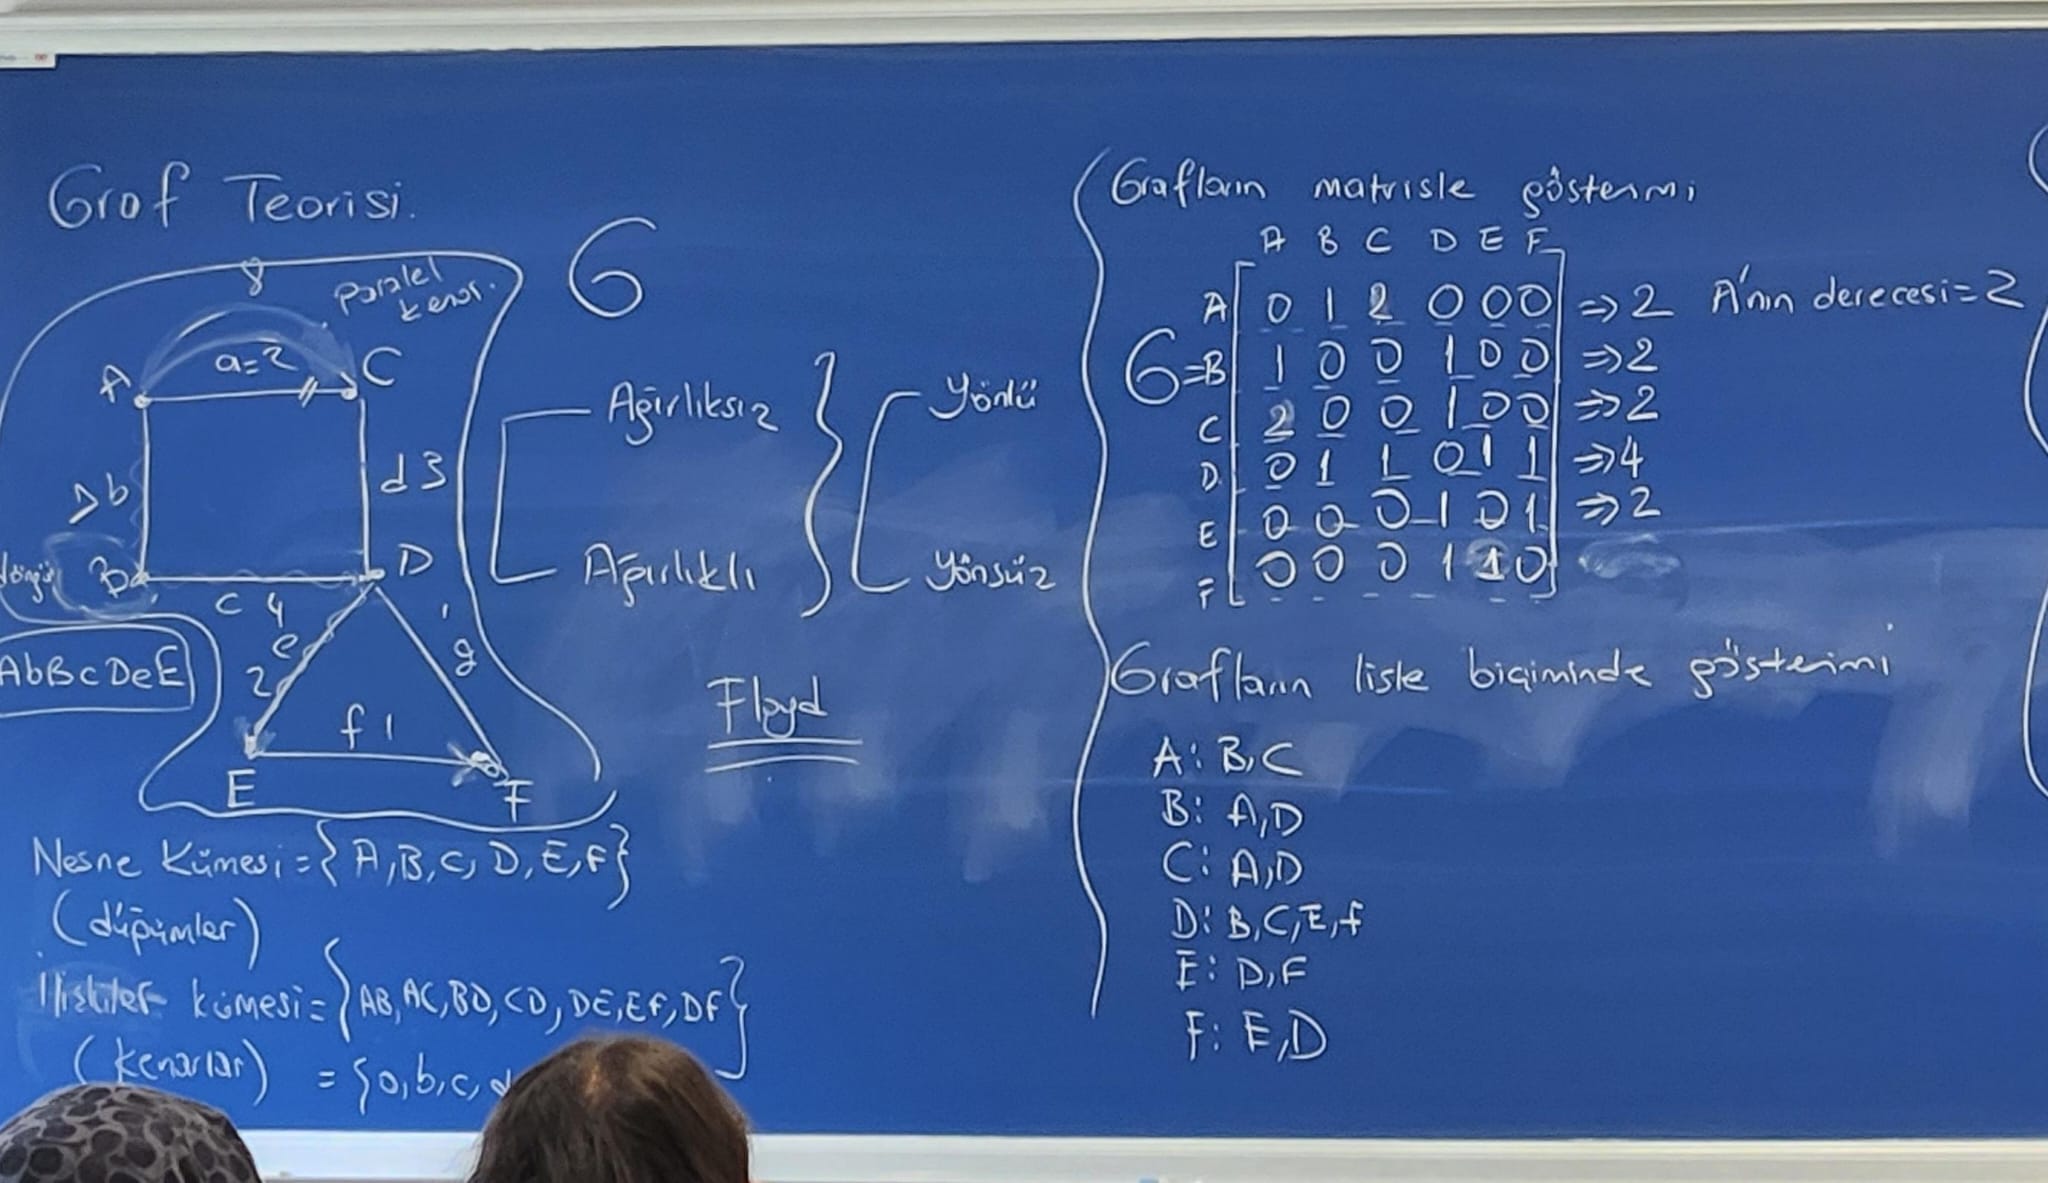 Graf Teorisi.
G
8
paralel
kenar.
A
a=2
C
b
d 3
B
D
c 4
e
2
g
AbBcDeE
f 1
E
F
Ağırlıksız
Ağırlıklı
Yönlü
Yönsüz
Floyd
Nesne Kümesi = { A, B, C, D, E, F }
(düğümler)
İlişkiler kümesi = { AB, AC, BD, CD, DE, EF, DF }
(kenarlar) = { a, b, c, d
Grafların matrisle gösterimi
A B C D E F
A 0 1 2 0 0 0 => 2 A'nın derecesi = 2
G = B 1 0 0 1 0 0 => 2
C 2 0 0 1 0 0 => 2
D 0 1 1 0 1 1 => 4
E 0 0 0 1 0 1 => 2
F 0 0 0 1 1 0
Grafların liste biçiminde gösterimi
A: B, C
B: A, D
C: A, D
D: B, C, E, f
E: D, F
F: E, D